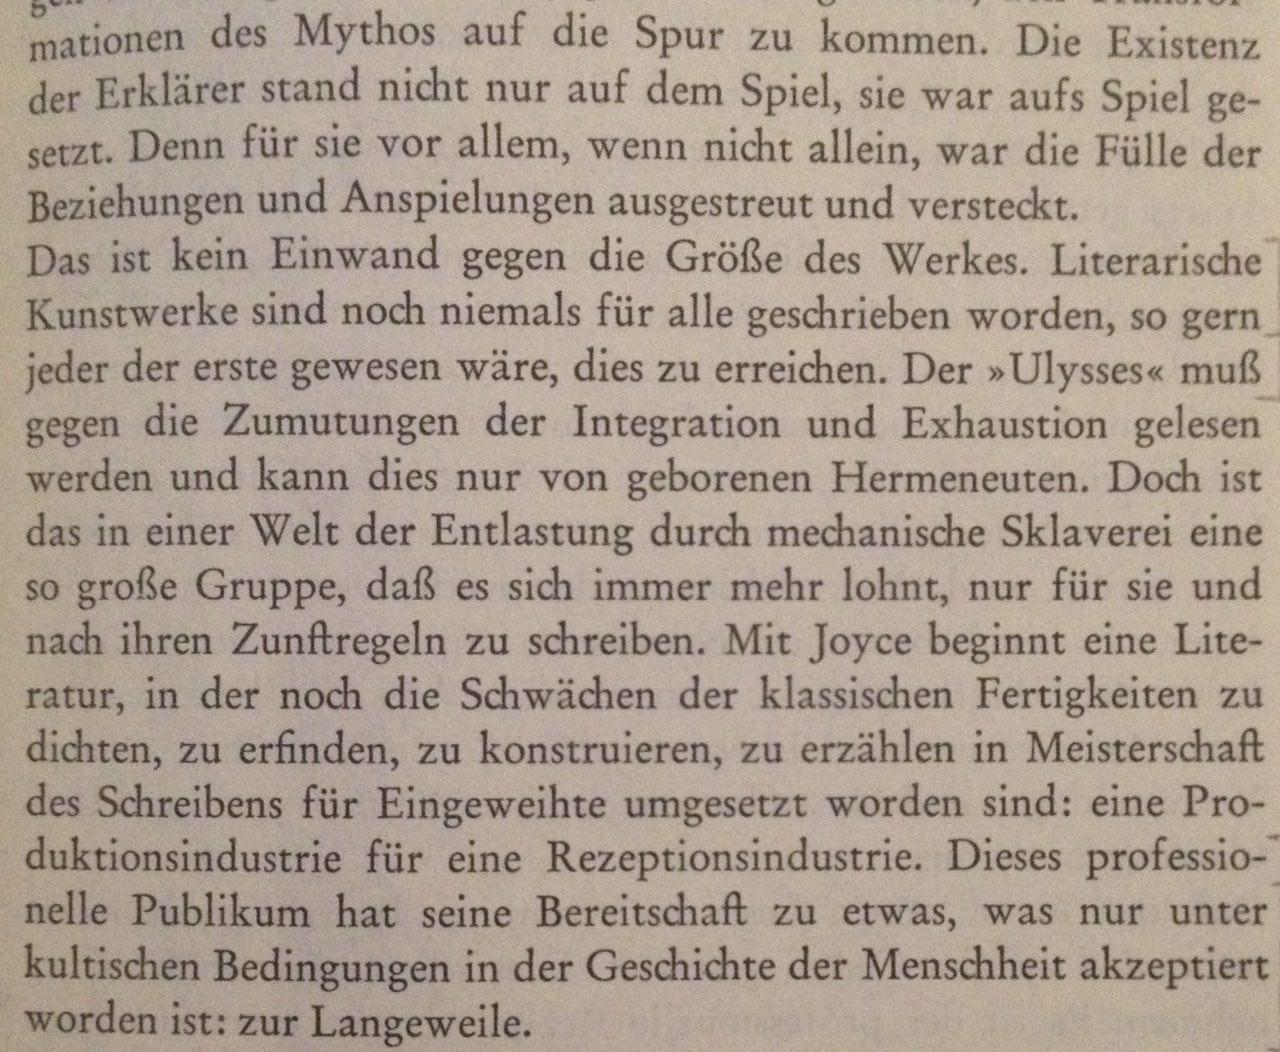 mationen des Mythos auf die Spur zu kommen. Die Existenz
der Erklärer stand nicht nur auf dem Spiel, sie war aufs Spiel ge-
setzt. Denn für sie vor allem, wenn nicht allein, war die Fülle der
Beziehungen und Anspielungen ausgestreut und versteckt.
Das ist kein Einwand gegen die Größe des Werkes. Literarische
Kunstwerke sind noch niemals für alle geschrieben worden, so gern
jeder der erste gewesen wäre, dies zu erreichen. Der »Ulysses« muß
gegen die Zumutungen der Integration und Exhaustion gelesen
werden und kann dies nur von geborenen Hermeneuten. Doch ist
das in einer Welt der Entlastung durch mechanische Sklaverei eine
so große Gruppe, daß es sich immer mehr lohnt, nur für sie und
nach ihren Zunftregeln zu schreiben. Mit Joyce beginnt eine Lite-
ratur, in der noch die Schwächen der klassischen Fertigkeiten zu
dichten, zu erfinden, zu konstruieren, zu erzählen in Meisterschaft
des Schreibens für Eingeweihte umgesetzt worden sind: eine Pro-
duktionsindustrie für eine Rezeptionsindustrie. Dieses professio-
nelle Publikum hat seine Bereitschaft zu etwas, was nur unter
kultischen Bedingungen in der Geschichte der Menschheit akzeptiert
worden ist: zur Langeweile.